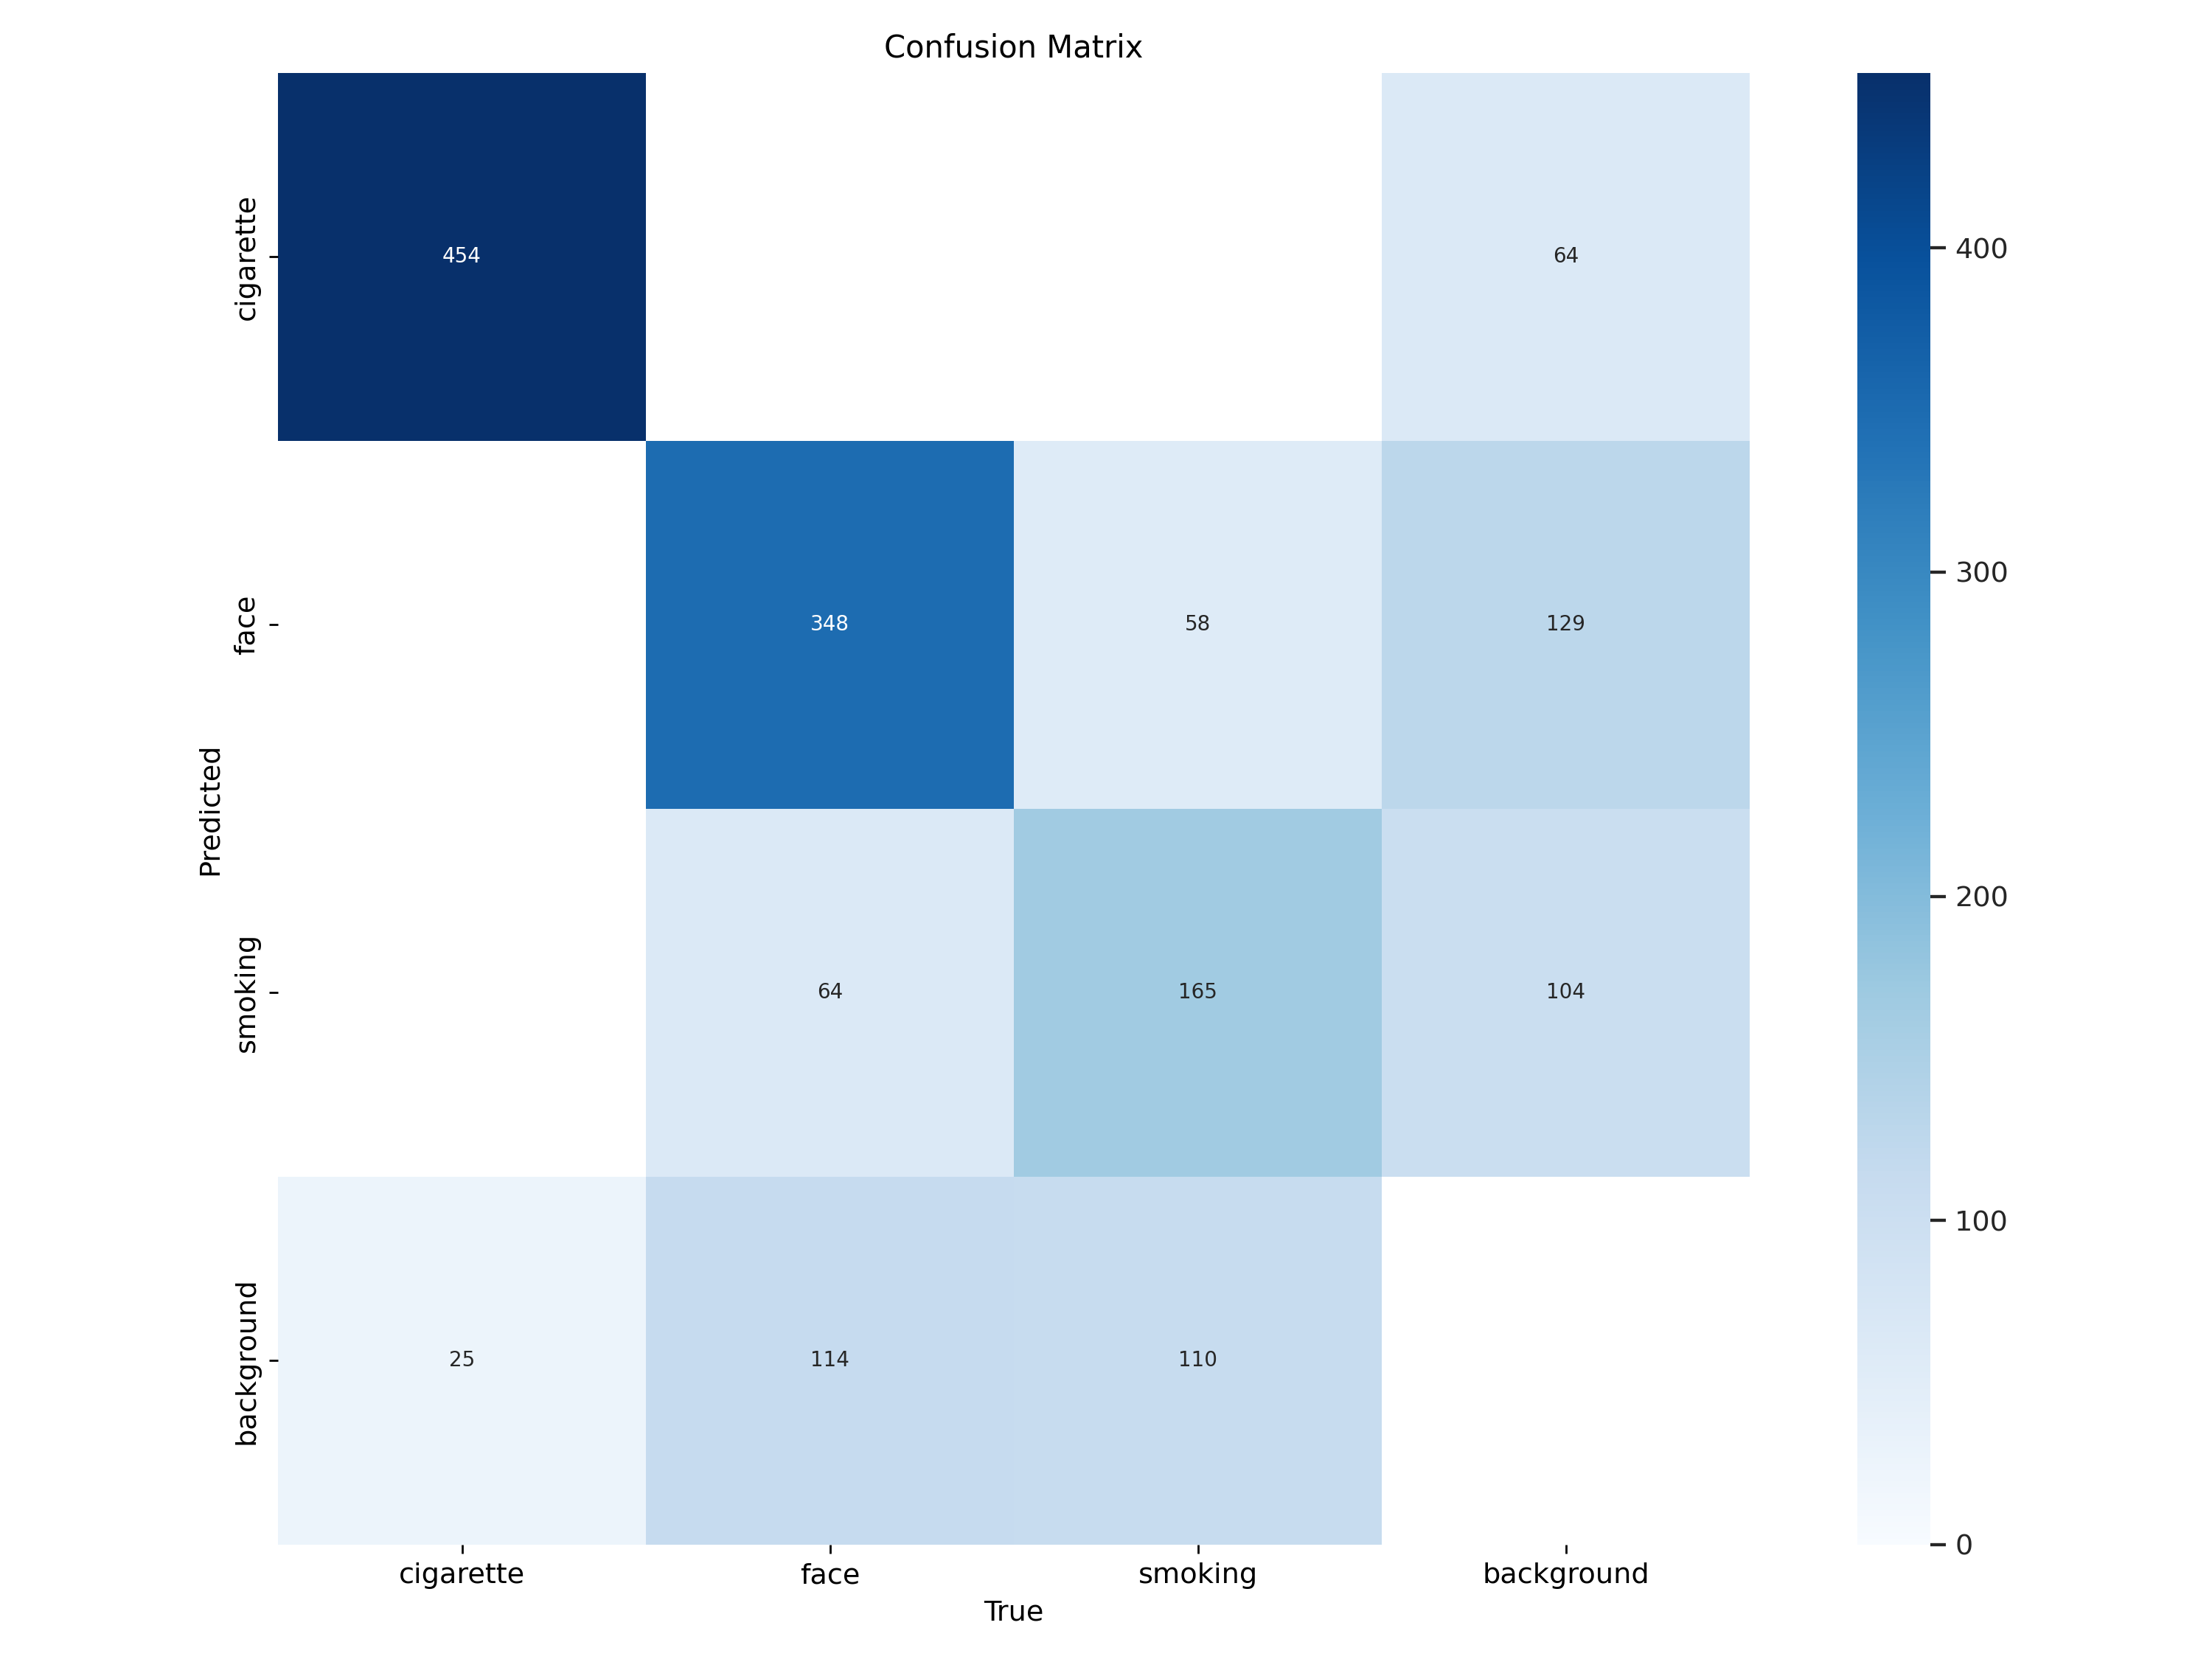 Confusion Matrix
cigarette
454
64
400
face
348
58
129
300
Predicted
smoking
64
165
104
200
background
25
114
110
100
0
cigarette
face
smoking
background
True